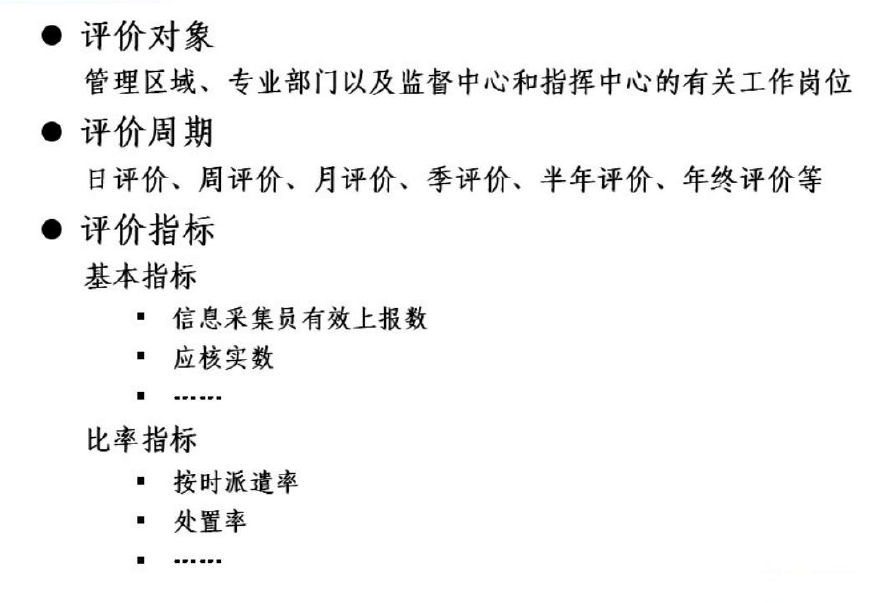 ● 评价对象
管理区域、专业部门以及监督中心和指挥中心的有关工作岗位
● 评价周期
日评价、周评价、月评价、季评价、半年评价、年终评价等
● 评价指标
基本指标
▪ 信息采集员有效上报数
▪ 应核实数
▪ ……
比率指标
▪ 按时派遣率
▪ 处置率
▪ ……